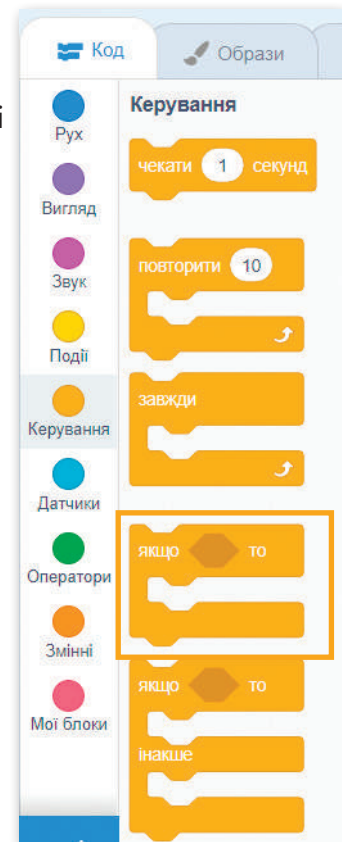 Код
Образи
і
Рух
Вигляд
Звук
Події
Керування
Датчики
Оператори
Змінні
Мої блоки
Керування
чекати 1 секунд
повторити 10
завжди
якщо то
якщо то
інакше